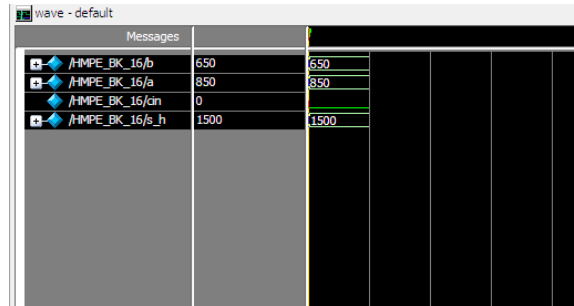 wave - default
Messages
/HMPE_BK_16/b 650 650
/HMPE_BK_16/a 850 850
/HMPE_BK_16/cin 0
/HMPE_BK_16/s_h 1500 1500